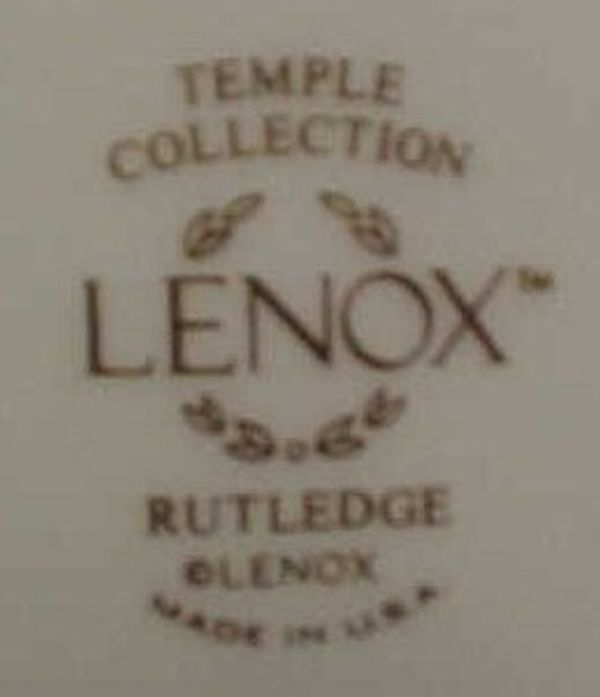 TEMPLE
COLLECTION
LENOX™
RUTLEDGE
©LENOX
MADE IN U.S.A.